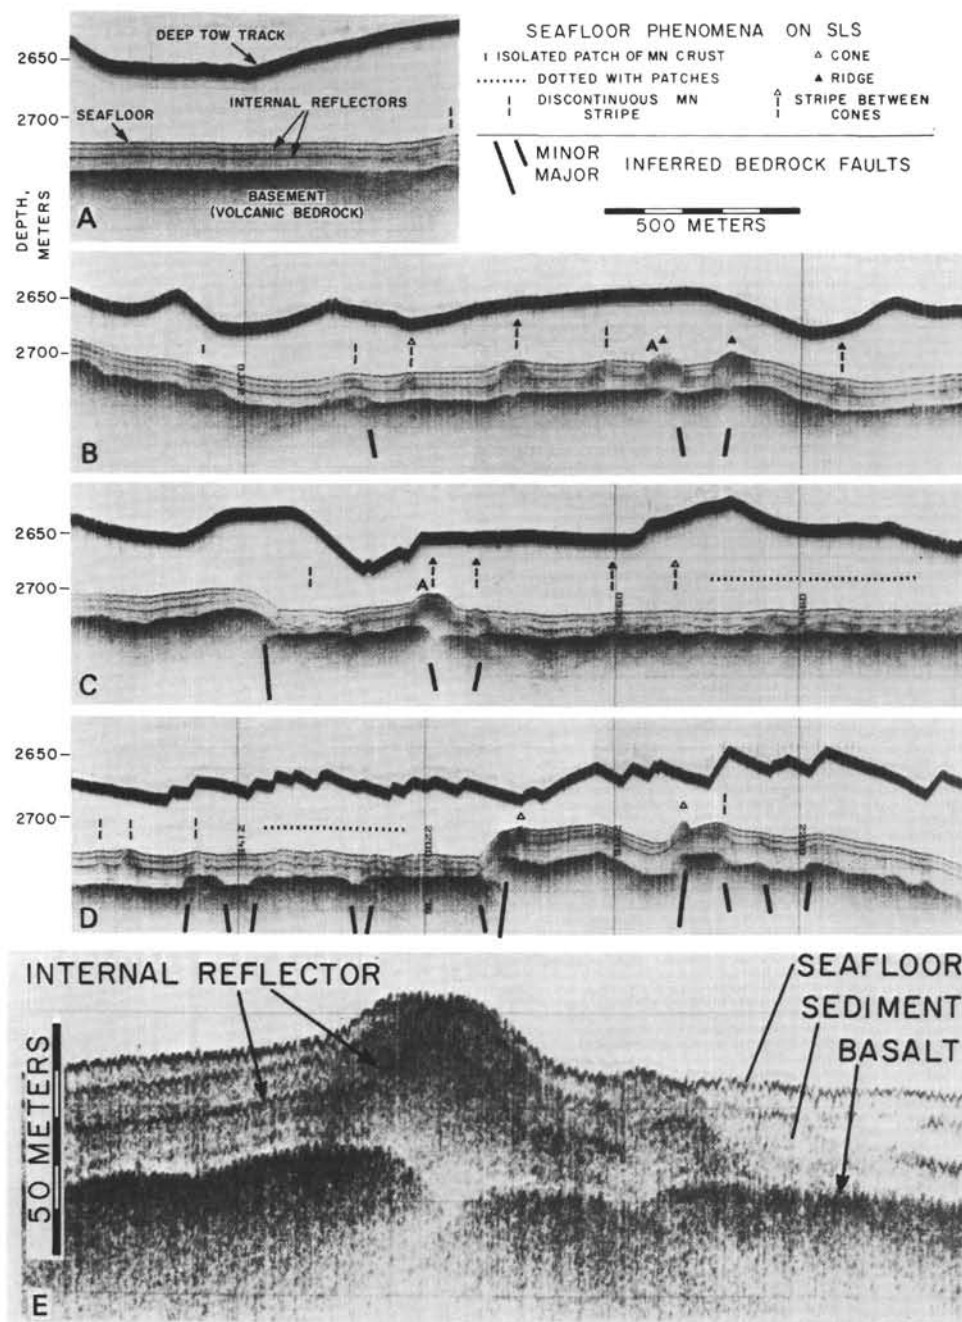 DEEP TOW TRACK
2650
2700
SEAFLOOR
INTERNAL REFLECTORS
BASEMENT
(VOLCANIC BEDROCK)
A
DEPTH,
METERS
SEAFLOOR PHENOMENA ON SLS
ISOLATED PATCH OF MN CRUST
CONE
DOTTED WITH PATCHES
RIDGE
DISCONTINUOUS MN
STRIPE
STRIPE BETWEEN
CONES
MINOR
MAJOR
INFERRED BEDROCK FAULTS
500 METERS
2650
2700
A
B
2650
2700
A
C
2650
2700
2200
D
INTERNAL REFLECTOR
SEAFLOOR
SEDIMENT
BASALT
50 METERS
E